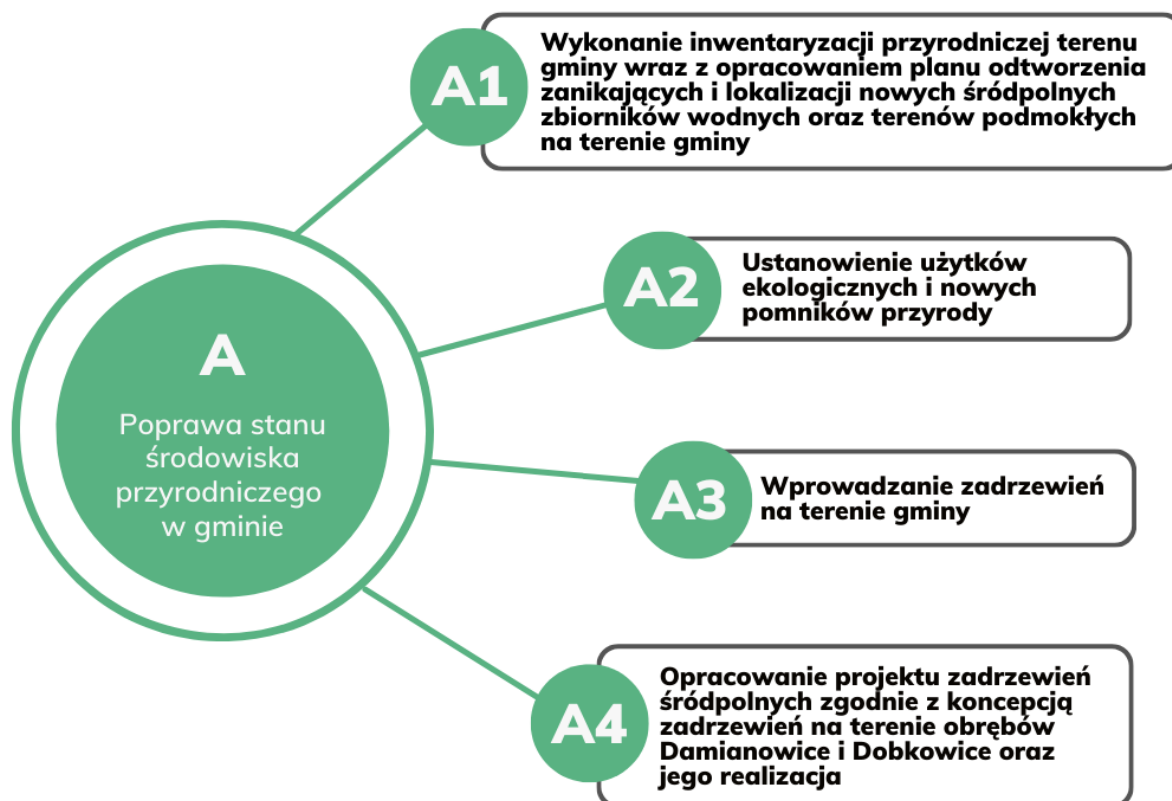 A1
Wykonanie inwentaryzacji przyrodniczej terenu
gminy wraz z opracowaniem planu odtworzenia
zanikających i lokalizacji nowych śródpolnych
zbiorników wodnych oraz terenów podmokłych
na terenie gminy
A2
Ustanowienie użytków
ekologicznych i nowych
pomników przyrody
A
Poprawa stanu
środowiska
przyrodniczego
w gminie
A3
Wprowadzanie zadrzewień
na terenie gminy
A4
Opracowanie projektu zadrzewień
śródpolnych zgodnie z koncepcją
zadrzewień na terenie obrębów
Damianowice i Dobkowice oraz
jego realizacja